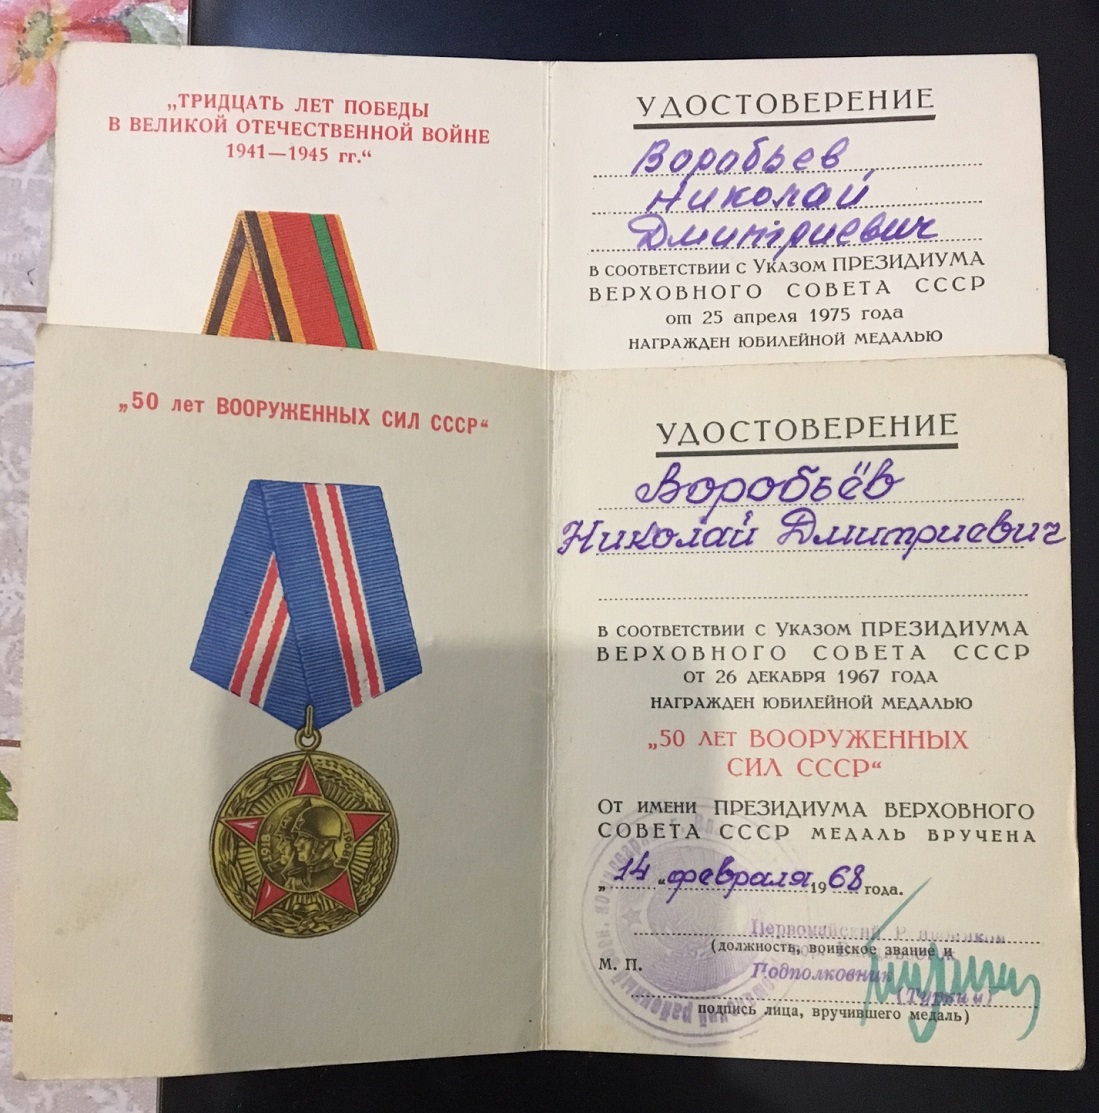 „ТРИДЦАТЬ ЛЕТ ПОБЕДЫ
В ВЕЛИКОЙ ОТЕЧЕСТВЕННОЙ ВОЙНЕ
1941—1945 гг.“
УДОСТОВЕРЕНИЕ
Воробьев
Николай
Дмитриевич
В СООТВЕТСТВИИ С УКАЗОМ ПРЕЗИДИУМА
ВЕРХОВНОГО СОВЕТА СССР
от 25 апреля 1975 года
НАГРАЖДЕН ЮБИЛЕЙНОЙ МЕДАЛЬЮ
„50 лет ВООРУЖЕННЫХ СИЛ СССР“
УДОСТОВЕРЕНИЕ
Воробьёв
Николай Дмитриевич
В СООТВЕТСТВИИ С УКАЗОМ ПРЕЗИДИУМА
ВЕРХОВНОГО СОВЕТА СССР
ОТ 26 ДЕКАБРЯ 1967 ГОДА
НАГРАЖДЕН ЮБИЛЕЙНОЙ МЕДАЛЬЮ
„50 ЛЕТ ВООРУЖЕННЫХ
СИЛ СССР“
ОТ ИМЕНИ ПРЕЗИДИУМА ВЕРХОВНОГО
СОВЕТА СССР МЕДАЛЬ ВРУЧЕНА
„14“ февраля 1968 года.
Первомайский
(должность, воинское звание и
М. П.
Подполковник
подпись лица, вручившего медаль)